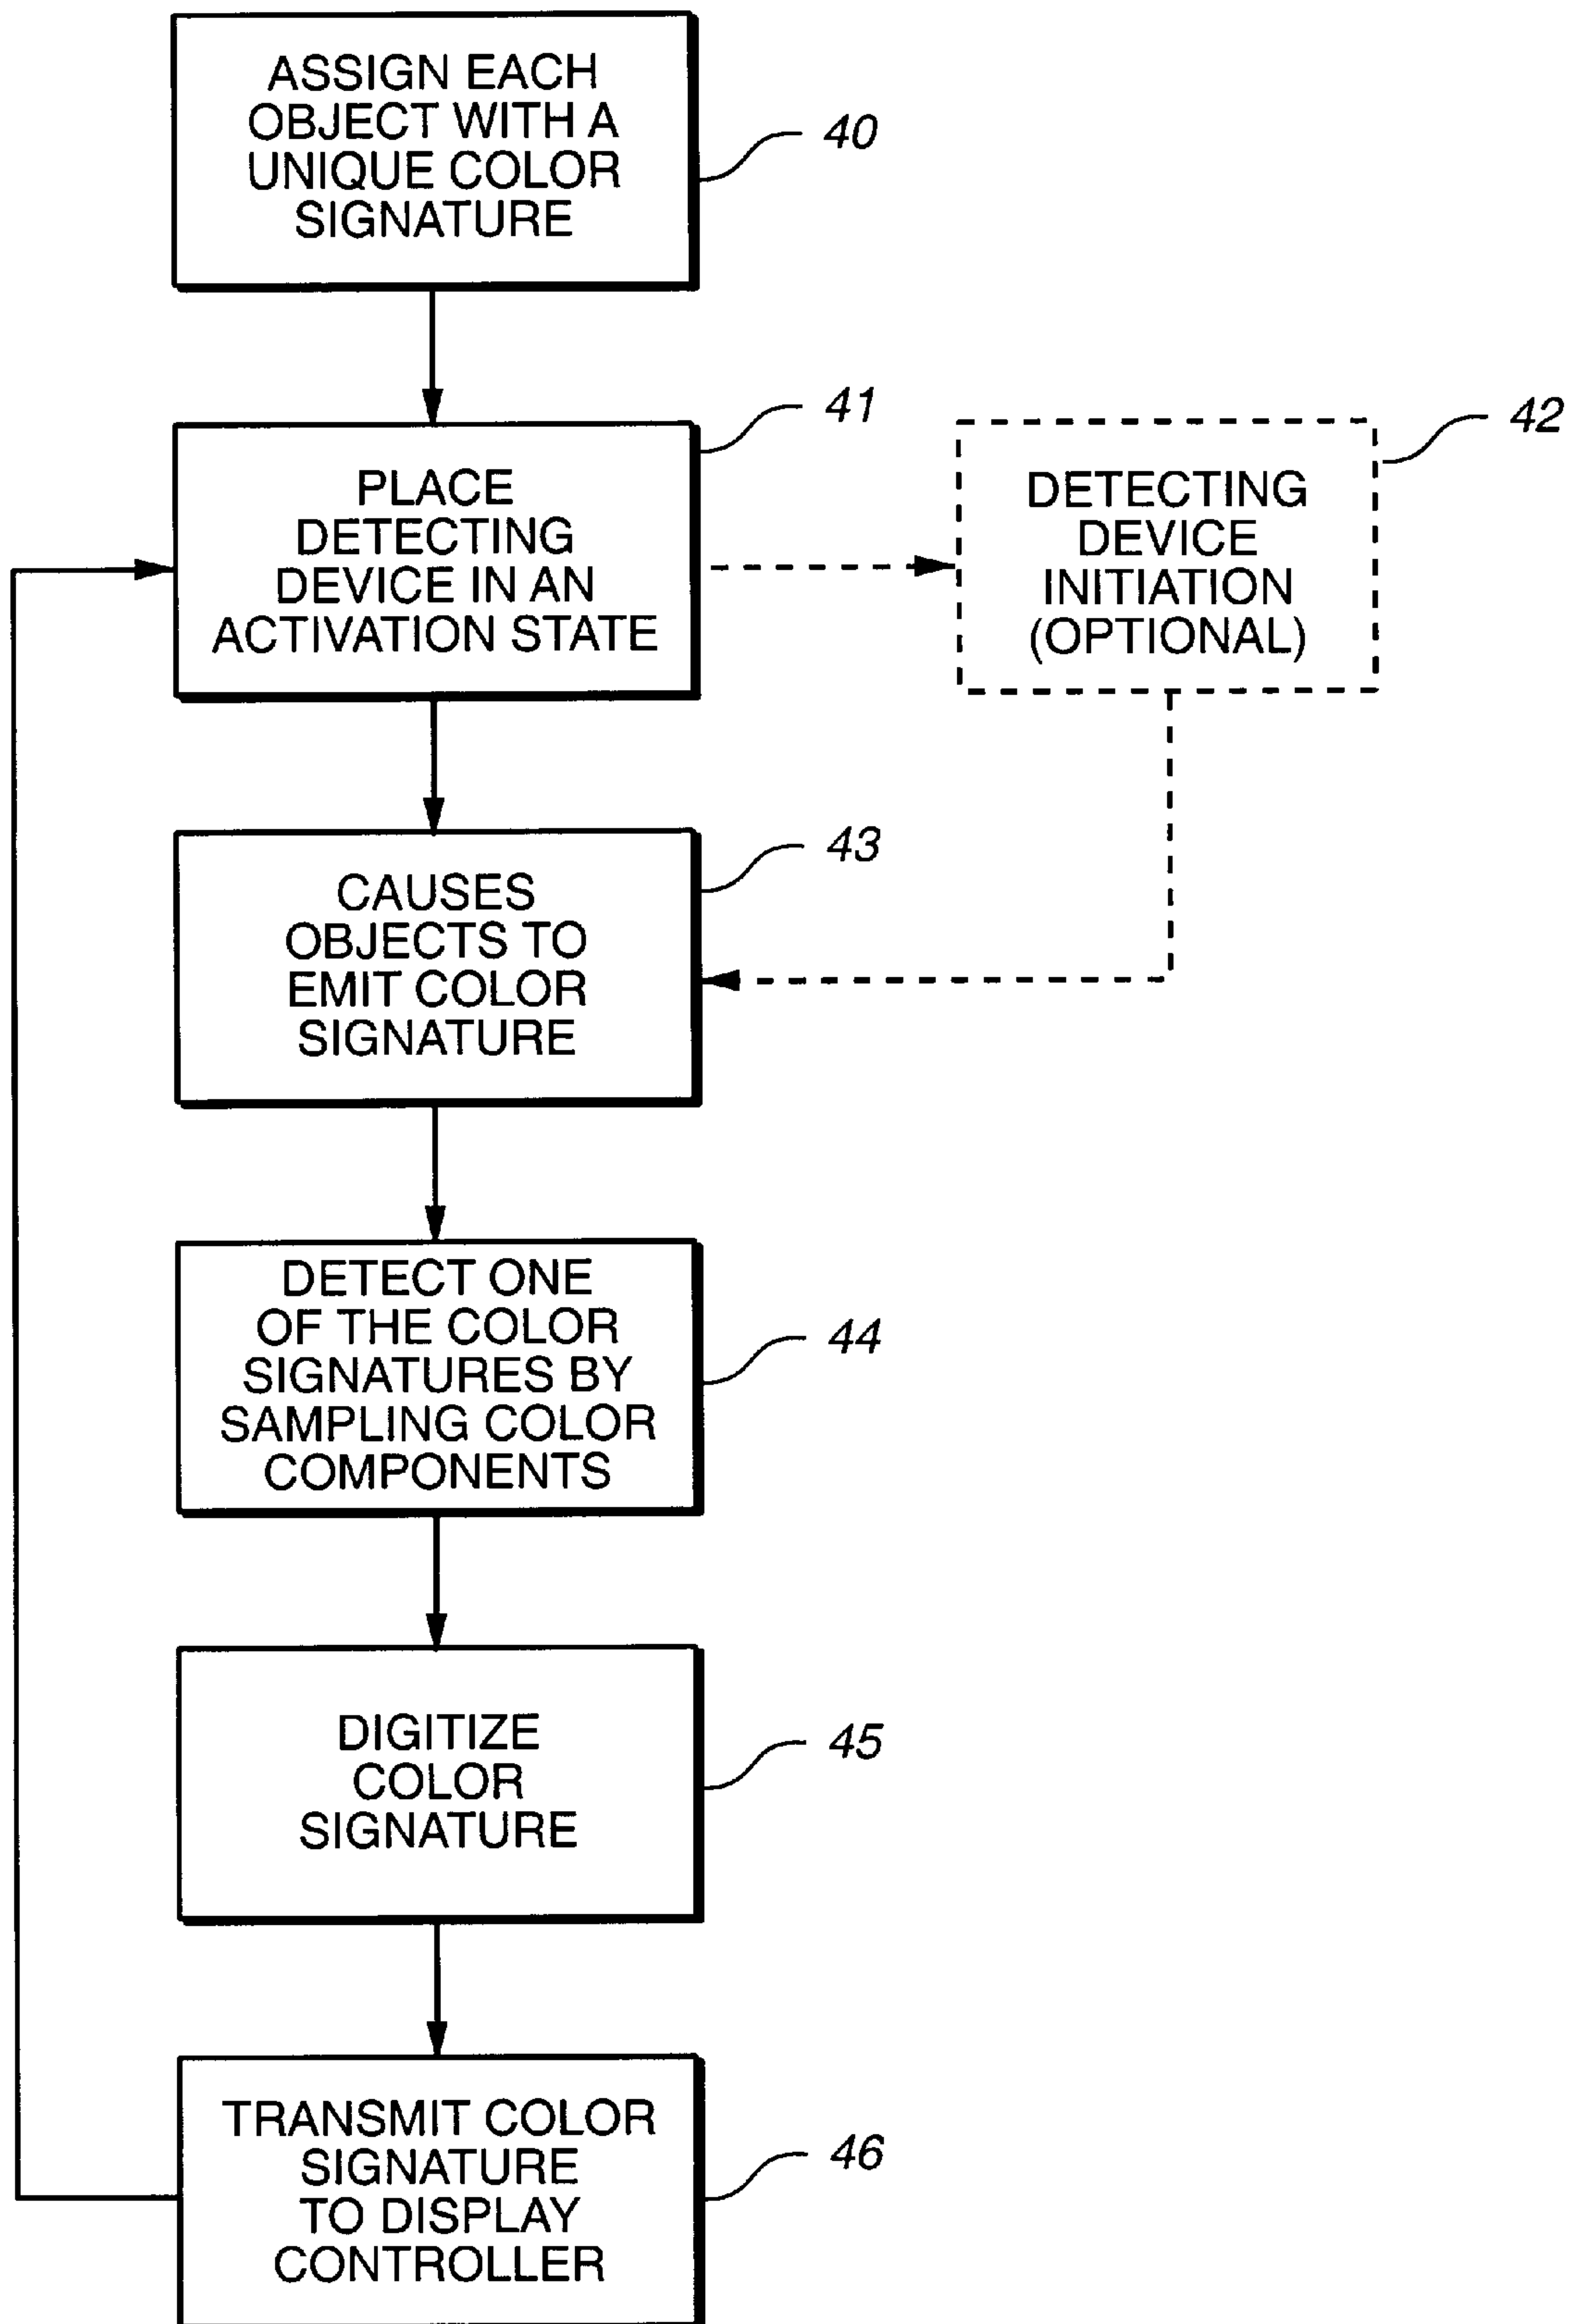 ASSIGN EACH
OBJECT WITH A
UNIQUE COLOR
SIGNATURE
40
PLACE
DETECTING
DEVICE IN AN
ACTIVATION STATE
41
DETECTING
DEVICE
INITIATION
(OPTIONAL)
42
CAUSES
OBJECTS TO
EMIT COLOR
SIGNATURE
43
DETECT ONE
OF THE COLOR
SIGNATURES BY
SAMPLING COLOR
COMPONENTS
44
DIGITIZE
COLOR
SIGNATURE
45
TRANSMIT COLOR
SIGNATURE
TO DISPLAY
CONTROLLER
46